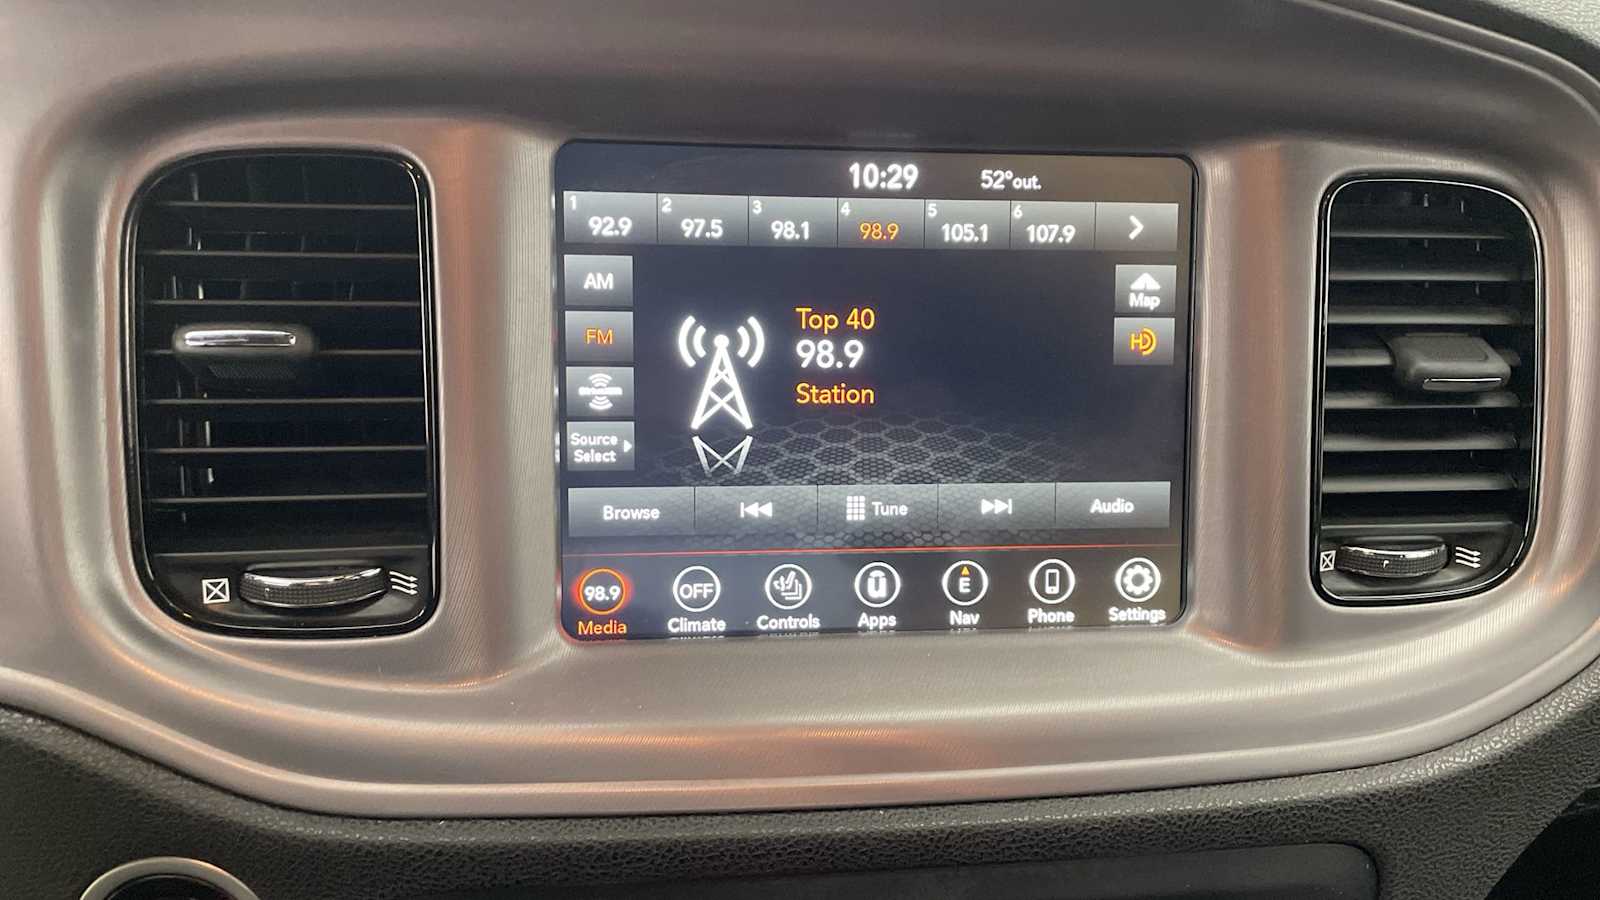 10:29 52°out.
1 92.9 2 97.5 3 98.1 4 98.9 5 105.1 6 107.9
AM
FM
Source
Select
Top 40
98.9
Station
Map
HD
Browse Tune Audio
98.9 OFF E
Media Climate Controls Apps Nav Phone Settings